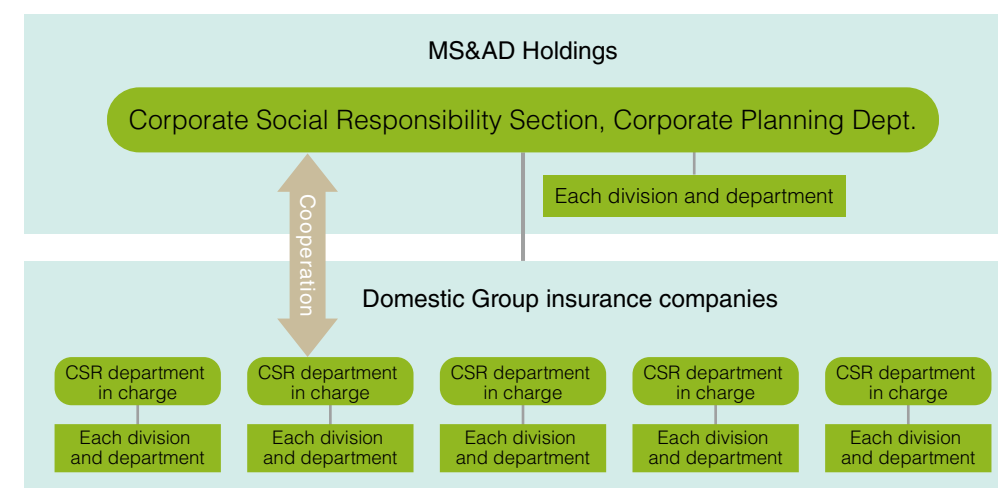 MS&AD Holdings
Corporate Social Responsibility Section, Corporate Planning Dept.
Each division and department
Cooperation
Domestic Group insurance companies
CSR department
in charge
CSR department
in charge
CSR department
in charge
CSR department
in charge
CSR department
in charge
Each division
and department
Each division
and department
Each division
and department
Each division
and department
Each division
and department